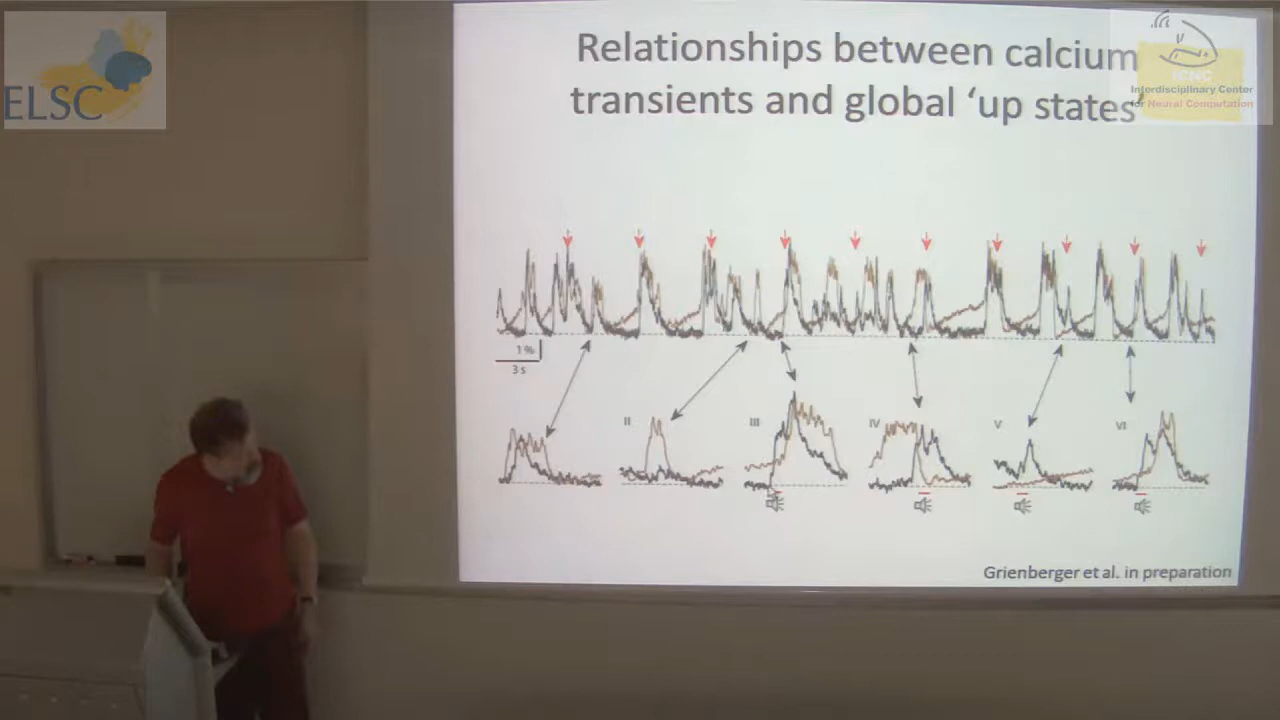 ELSC
Relationships between calcium
transients and global ‘up states’
ICNC
Interdisciplinary Center
for Neural Computation
1%
3 s
II
III
IV
V
VI
Grienberger et al. in preparation